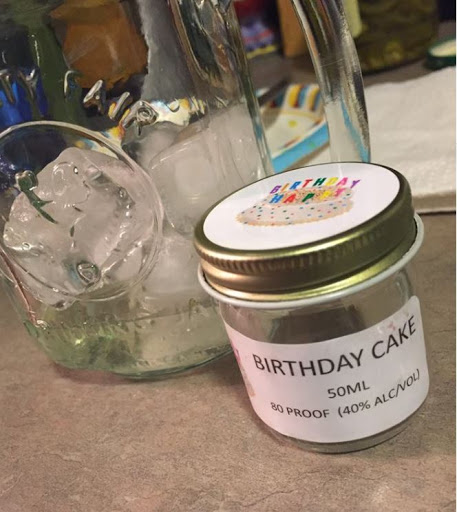 BIRTHDAY
HAPPY
BIRTHDAY CAKE
50ML
80 PROOF (40% ALC/VOL)